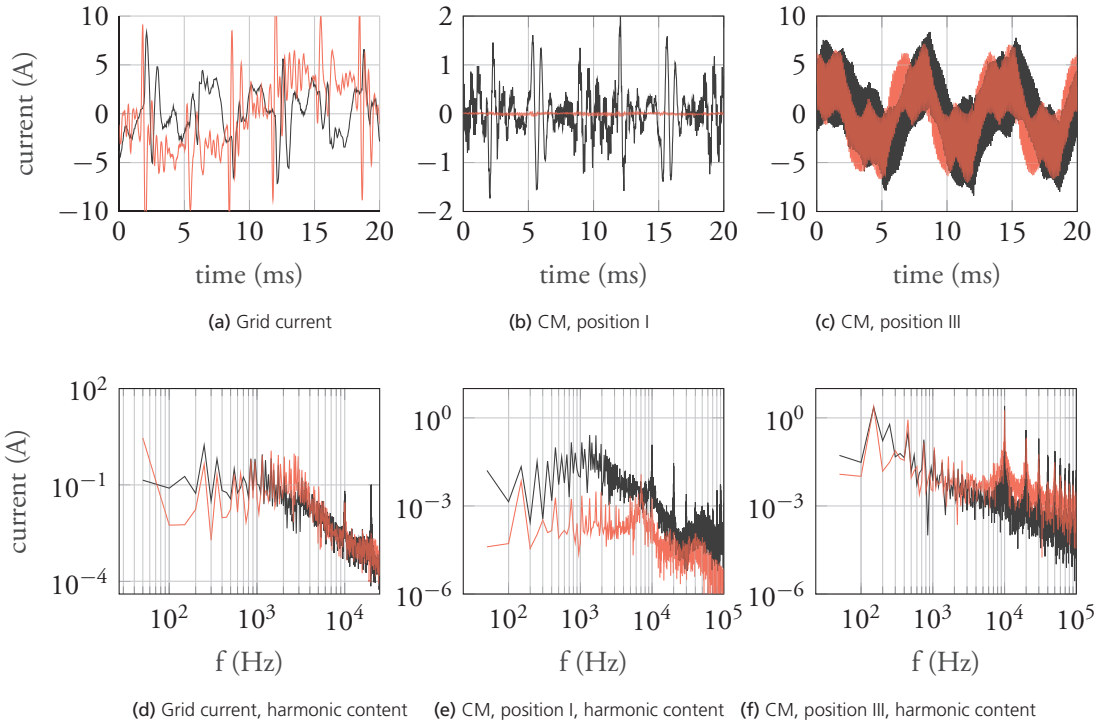 10
5
0
−5
−10
current (A)
0 5 10 15 20
time (ms)
(a) Grid current
2
1
0
−1
−2
0 5 10 15 20
time (ms)
(b) CM, position I
10
5
0
−5
−10
0 5 10 15 20
time (ms)
(c) CM, position III
10^2
10^−1
10^−4
current (A)
10^2 10^3 10^4
f (Hz)
(d) Grid current, harmonic content
10^0
10^−3
10^−6
10^2 10^3 10^4 10^5
f (Hz)
(e) CM, position I, harmonic content
10^0
10^−3
10^−6
10^2 10^3 10^4 10^5
f (Hz)
(f) CM, position III, harmonic content